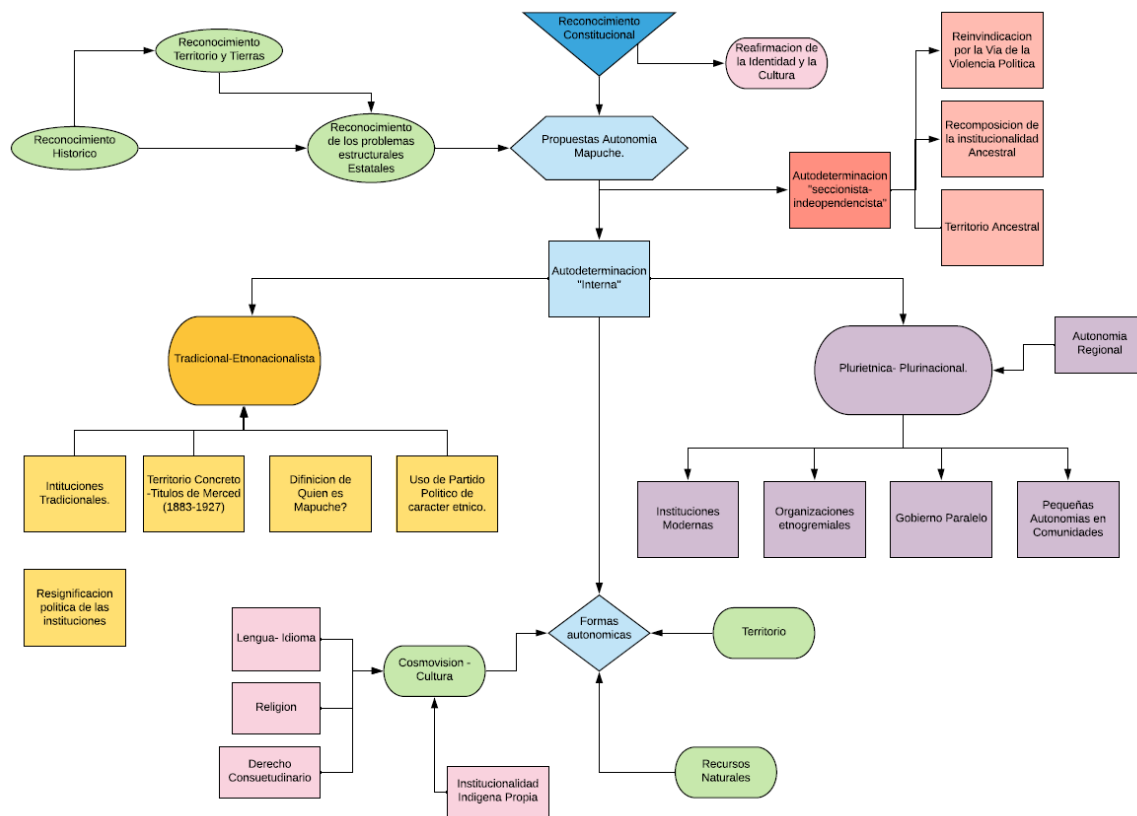 Reconocimiento
Constitucional
Reafirmacion de
la Identidad y la
Cultura
Reinvindicacion
por la Via de la
Violencia Politica
Reconocimiento
Territorio y Tierras
Reconocimiento
Historico
Reconocimiento
de los problemas
estructurales
Estatales
Propuestas Autonomia
Mapuche.
Recomposicion de
la institucionalidad
Ancestral
Autodeterminacion
"seccionista-
indeopendencista"
Territorio Ancestral
Autodeterminacion
"Interna"
Tradicional-Etnonacionalista
Plurietnica- Plurinacional.
Autonomia
Regional
Intituciones
Tradicionales.
Territorio Concreto
-Titulos de Merced
(1883-1927)
Difinicion de
Quien es
Mapuche?
Uso de Partido
Politico de
caracter etnico.
Instituciones
Modernas
Organizaciones
etnogremiales
Gobierno Paralelo
Pequeñas
Autonomias en
Comunidades
Resignificacion
politica de las
instituciones
Lengua- Idioma
Cosmovision -
Cultura
Formas
autonomicas
Territorio
Religion
Derecho
Consuetudinario
Institucionalidad
Indigena Propia
Recursos
Naturales